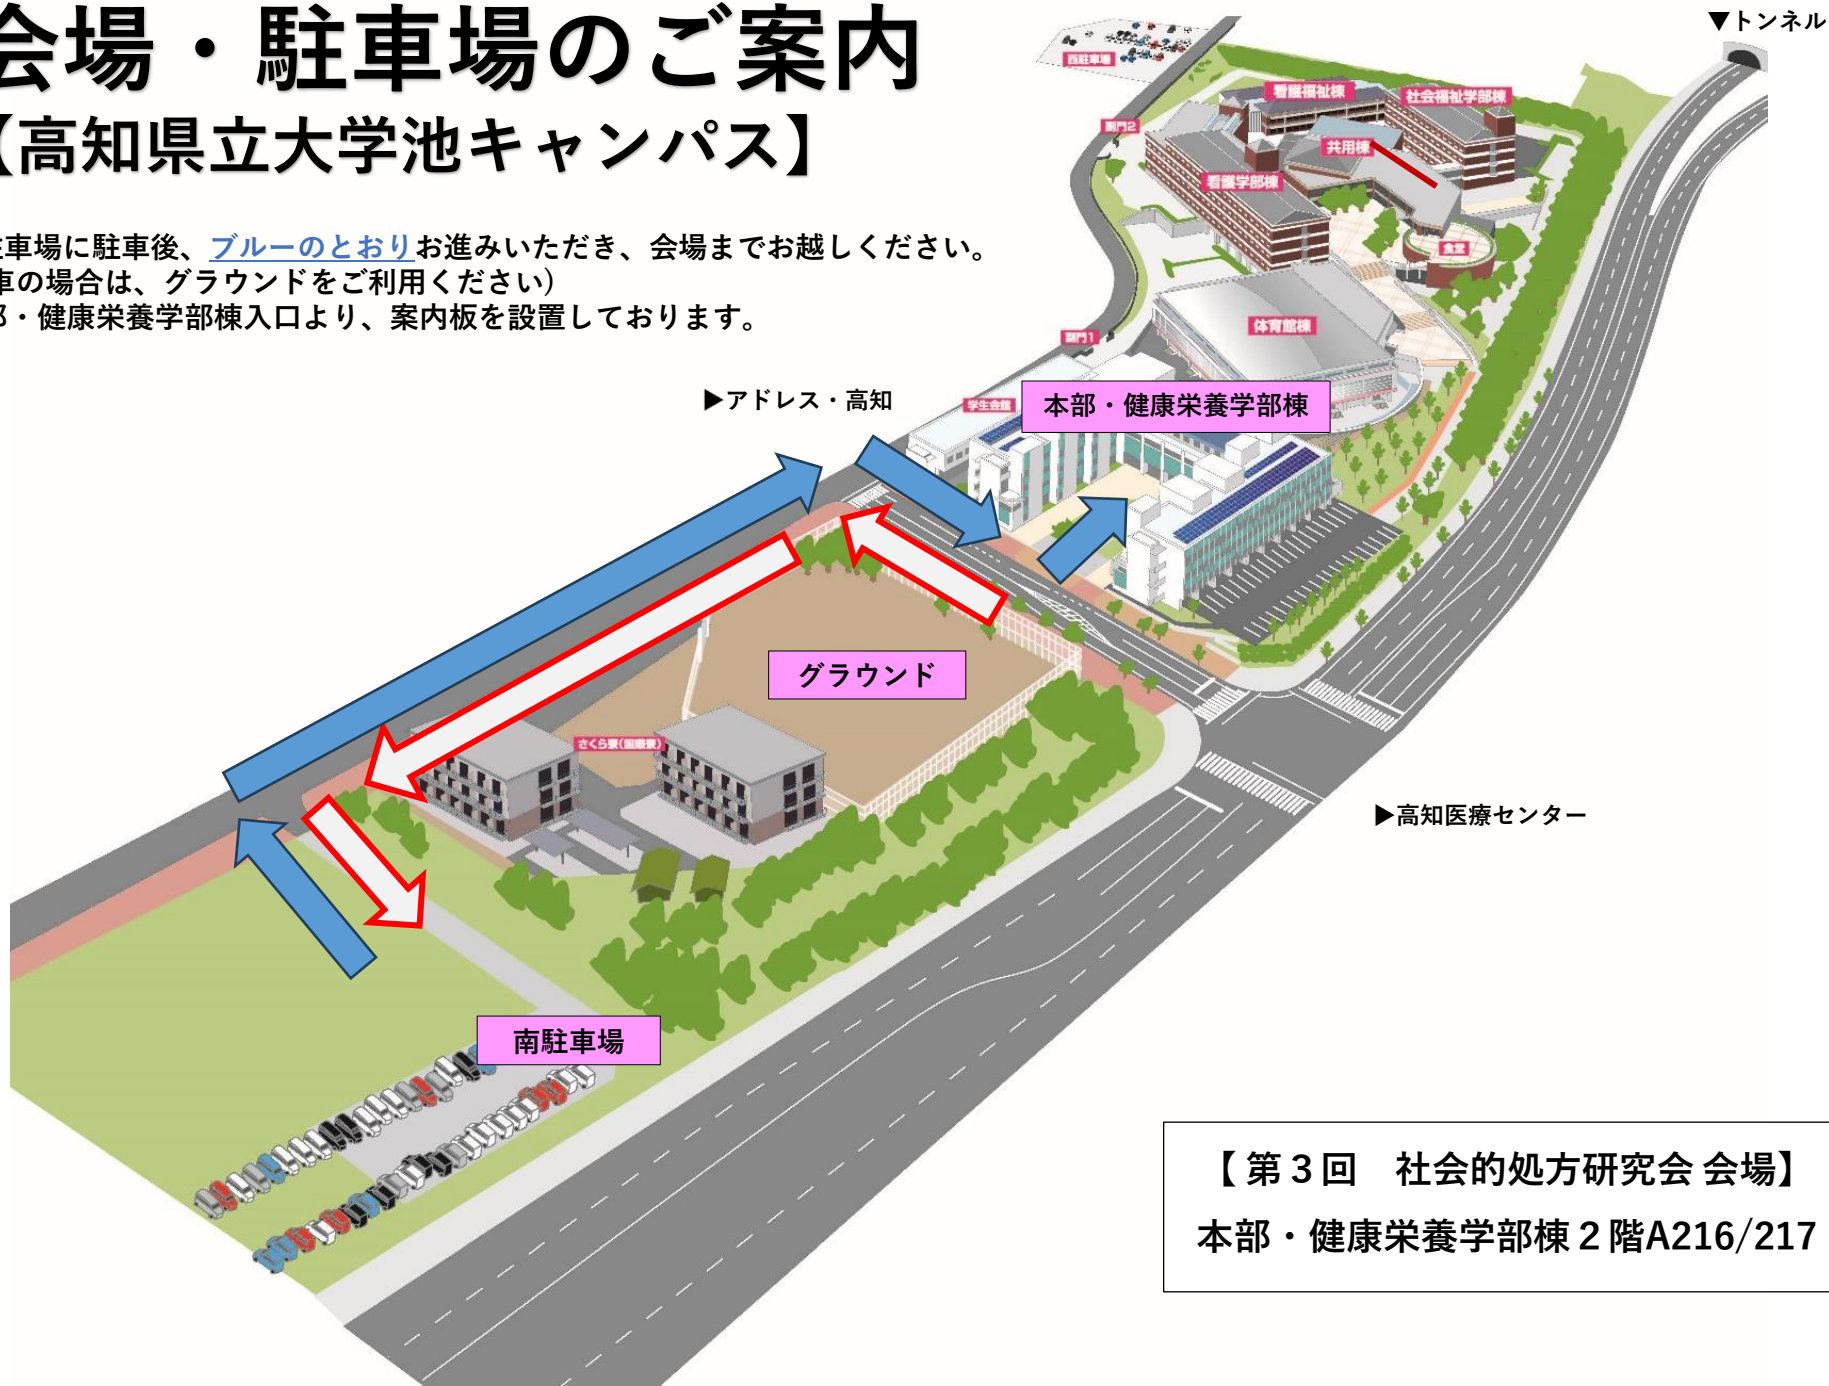 会場・駐車場のご案内
【高知県立大学池キャンパス】
車場に駐車後、ブルーのとおりお進みいただき、会場までお越しください。
車の場合は、グラウンドをご利用ください)
・健康栄養学部棟入口より、案内板を設置しております。
▼トンネル
西駐車場
看護福祉棟
社会福祉学部棟
副門2
共用棟
看護学部棟
食堂
体育館棟
副門1
▶アドレス・高知
学生会館
本部・健康栄養学部棟
グラウンド
さくら寮(国際寮)
▶高知医療センター
南駐車場
【 第3回　社会的処方研究会 会場】
本部・健康栄養学部棟2階A216/217